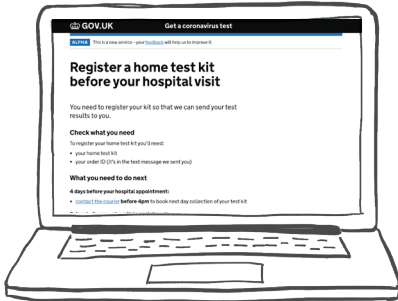 GOV.UK Get a coronavirus test
ALPHA This is a new service – your feedback will help us to improve it.
Register a home test kit
before your hospital visit
You need to register your kit so that we can send your test
results to you.
Check what you need
To register your home test kit you'll need:
• your home test kit
• your order ID (it's in the text message we sent you)
What you need to do next
4 days before your hospital appointment:
• contact the courier before 4pm to book next day collection of your test kit